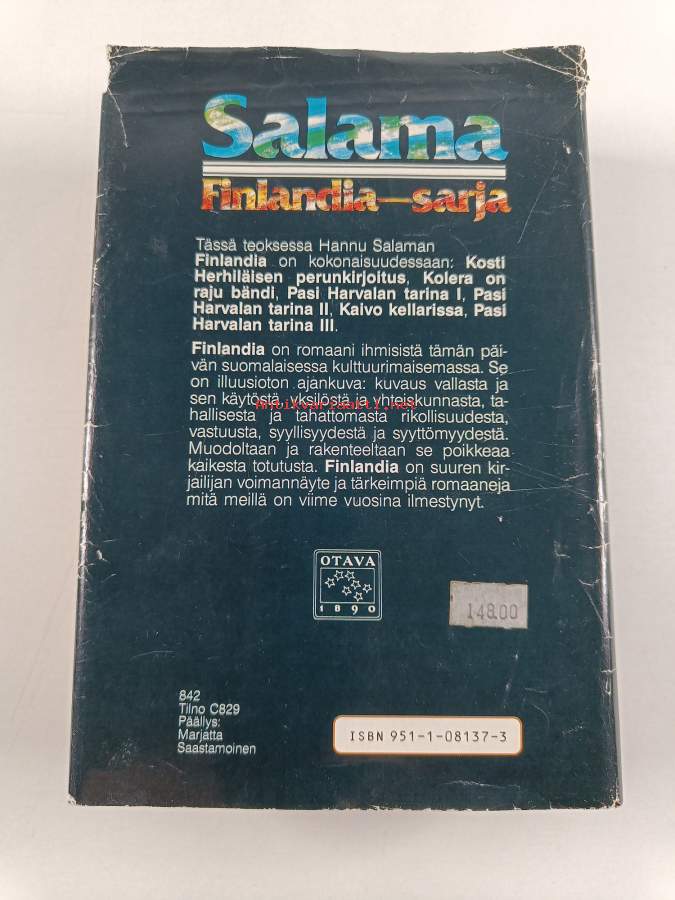 Salama
Finlandia—sarja
Tässä teoksessa Hannu Salaman
Finlandia on kokonaisuudessaan: Kosti
Herhiläisen perunkirjoitus, Kolera on
raju bändi, Pasi Harvalan tarina I, Pasi
Harvalan tarina II, Kaivo kellarissa, Pasi
Harvalan tarina III.
Finlandia on romaani ihmisistä tämän päi-
vän suomalaisessa kulttuurimaisemassa. Se
on illuusioton ajankuva: kuvaus vallasta ja
sen käytöstä, yksilöstä ja yhteiskunnasta, ta-
Antikvariaatti.net
hallisesta ja tahattomasta rikollisuudesta,
vastuusta, syyllisyydestä ja syyttömyydestä.
Muodoltaan ja rakenteeltaan se poikkeaa
kaikesta totutusta. Finlandia on suuren kir-
jailijan voimannäyte ja tärkeimpiä romaaneja
mitä meillä on viime vuosina ilmestynyt.
OTAVA
1890
148.00
842
Tilno C829
Päällys:
Marjatta
Saastamoinen
ISBN 951-1-08137-3